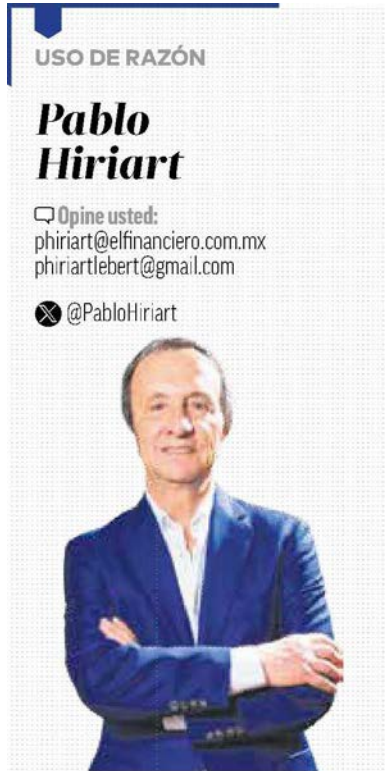 USO DE RAZÓN
Pablo
Hiriart
Opine usted:
phiriart@elfinanciero.com.mx
phiriartlebert@gmail.com
@PabloHiriart